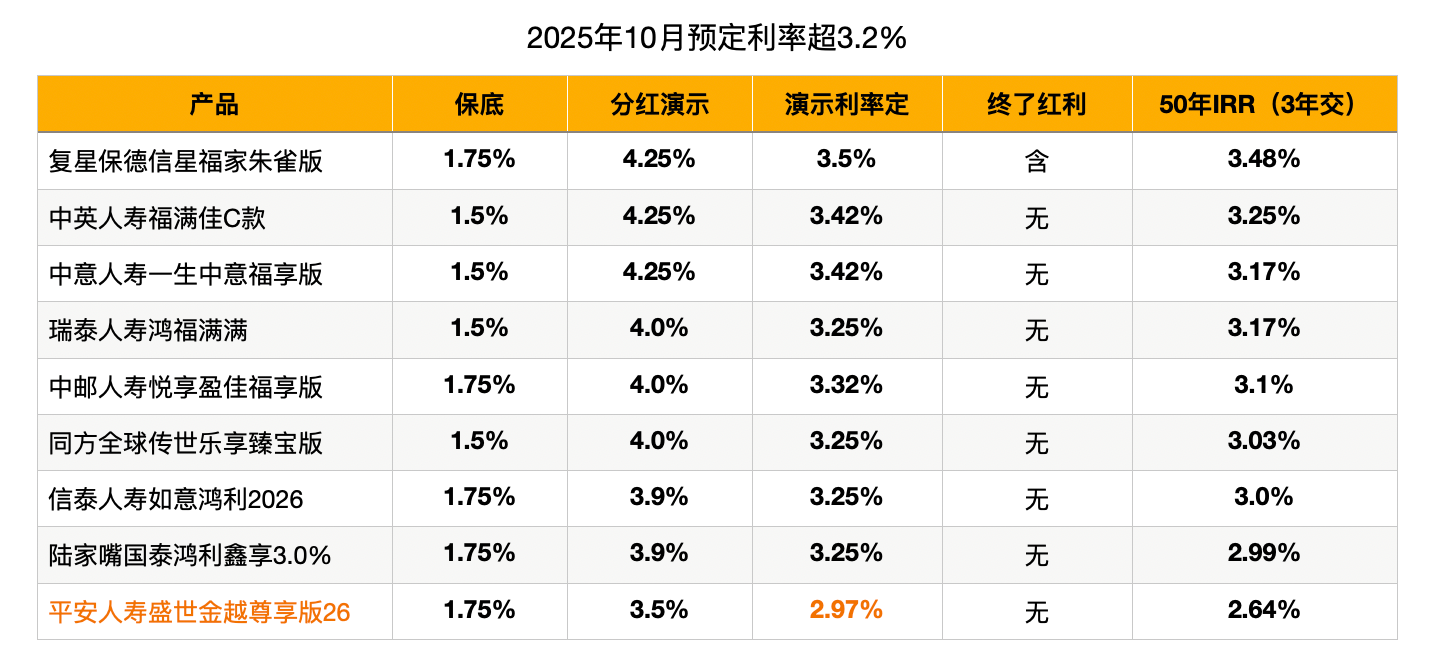 2025年10月预定利率超3.2%
产品 保底 分红演示 演示利率定 终了红利 50年IRR（3年交）
复星保德信星福家朱雀版 1.75% 4.25% 3.5% 含 3.48%
中英人寿福满佳C款 1.5% 4.25% 3.42% 无 3.25%
中意人寿一生中意福享版 1.5% 4.25% 3.42% 无 3.17%
瑞泰人寿鸿福满满 1.5% 4.0% 3.25% 无 3.17%
中邮人寿悦享盈佳福享版 1.75% 4.0% 3.32% 无 3.1%
同方全球传世乐享臻宝版 1.5% 4.0% 3.25% 无 3.03%
信泰人寿如意鸿利2026 1.75% 3.9% 3.25% 无 3.0%
陆家嘴国泰鸿利鑫享3.0% 1.75% 3.9% 3.25% 无 2.99%
平安人寿盛世金越尊享版26 1.75% 3.5% 2.97% 无 2.64%